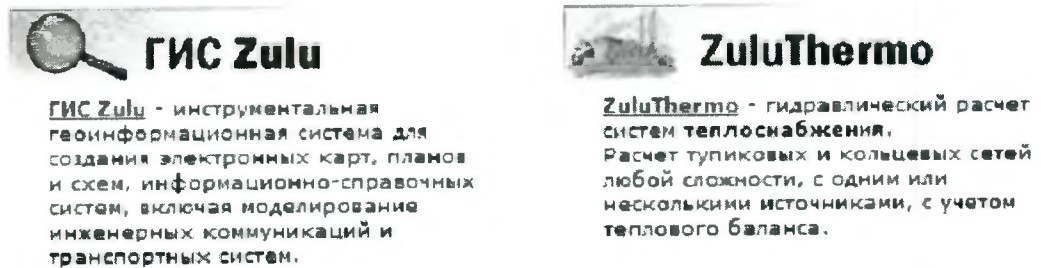 ГИС Zulu
ГИС Zulu - инструментальная
геоинформационная система для
создания электронных карт, планов
и схем, информационно-справочных
систем, включая моделирование
инженерных коммуникаций и
транспортных систем.
ZuluThermo
ZuluThermo - гидравлический расчет
систем теплоснабжения.
Расчет тупиковых и кольцевых сетей
любой сложности, с одним или
несколькими источниками, с учетом
теплового баланса.